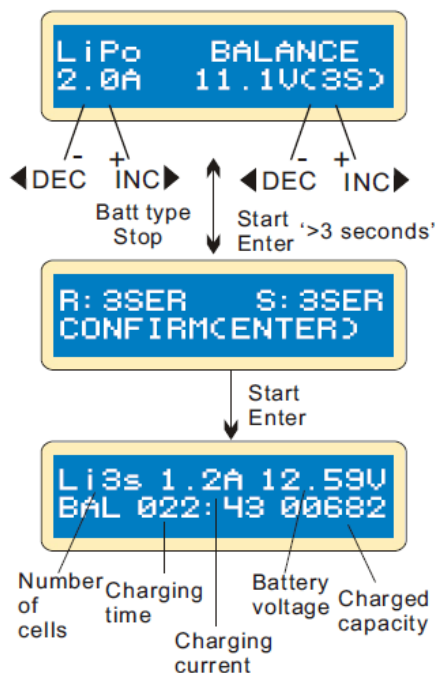 LiPo BALANCE
2.0A 11.1V(3S)
- + - +
◀DEC INC▶ ◀DEC INC▶
Batt type
Stop
Start
Enter '>3 seconds'
R: 3SER S: 3SER
CONFIRM(ENTER)
Start
Enter
Li3s 1.2A 12.59V
BAL 022:43 00682
Number
of
cells
Charging
time
Charging
current
Battery
voltage
Charged
capacity